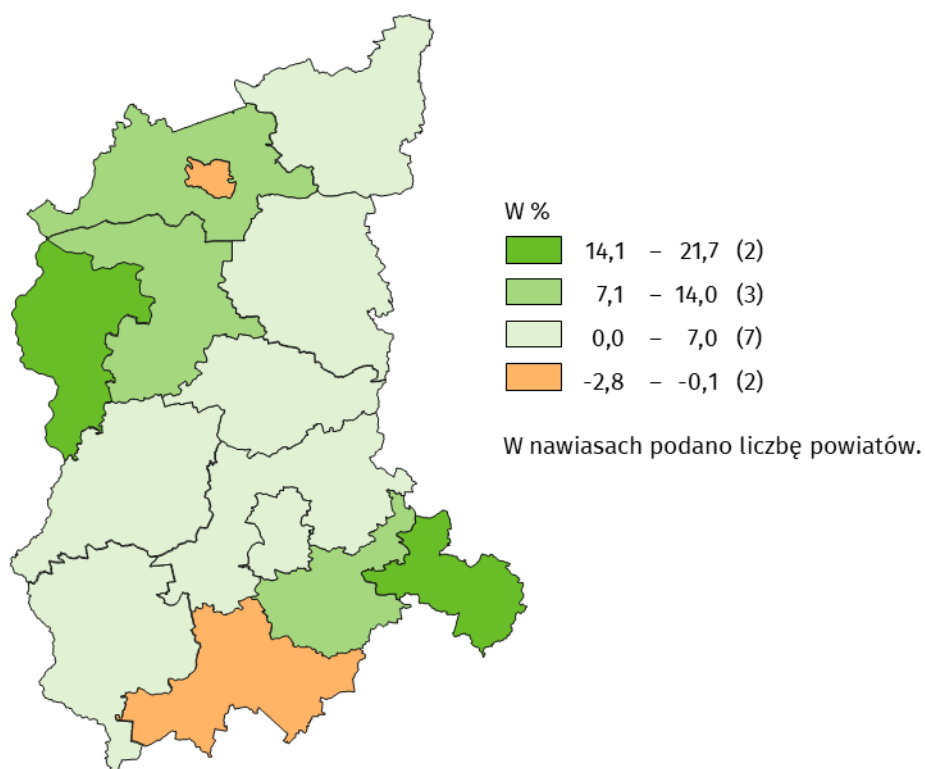 W %
14,1 – 21,7 (2)
7,1 – 14,0 (3)
0,0 – 7,0 (7)
-2,8 – -0,1 (2)
W nawiasach podano liczbę powiatów.